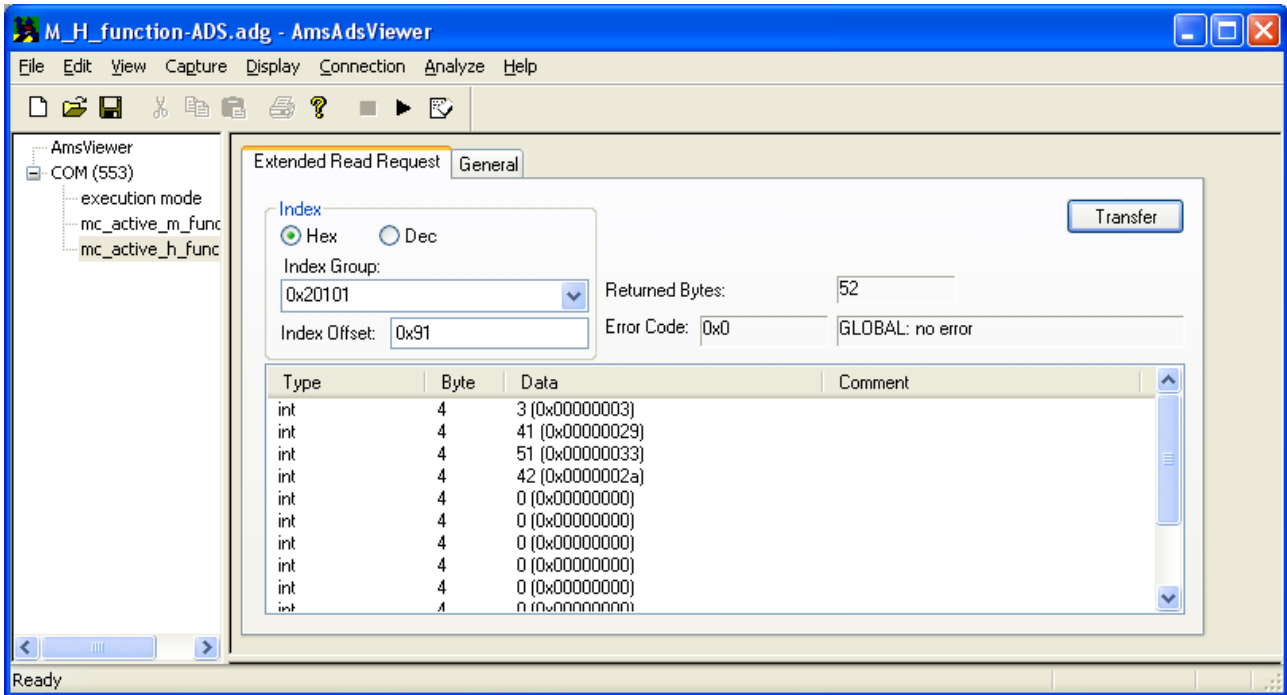 M_H_function-ADS.adg - AmsAdsViewer
File Edit View Capture Display Connection Analyze Help
AmsViewer
COM (553)
execution mode
mc_active_m_func
mc_active_h_func
Extended Read Request General
Index
Hex Dec
Index Group:
0x20101
Index Offset: 0x91
Transfer
Returned Bytes: 52
Error Code: 0x0 GLOBAL: no error
Type Byte Data Comment
int 4 3 (0x00000003)
int 4 41 (0x00000029)
int 4 51 (0x00000033)
int 4 42 (0x0000002a)
int 4 0 (0x00000000)
int 4 0 (0x00000000)
int 4 0 (0x00000000)
int 4 0 (0x00000000)
int 4 0 (0x00000000)
int 4 0 (0x00000000)
Ready